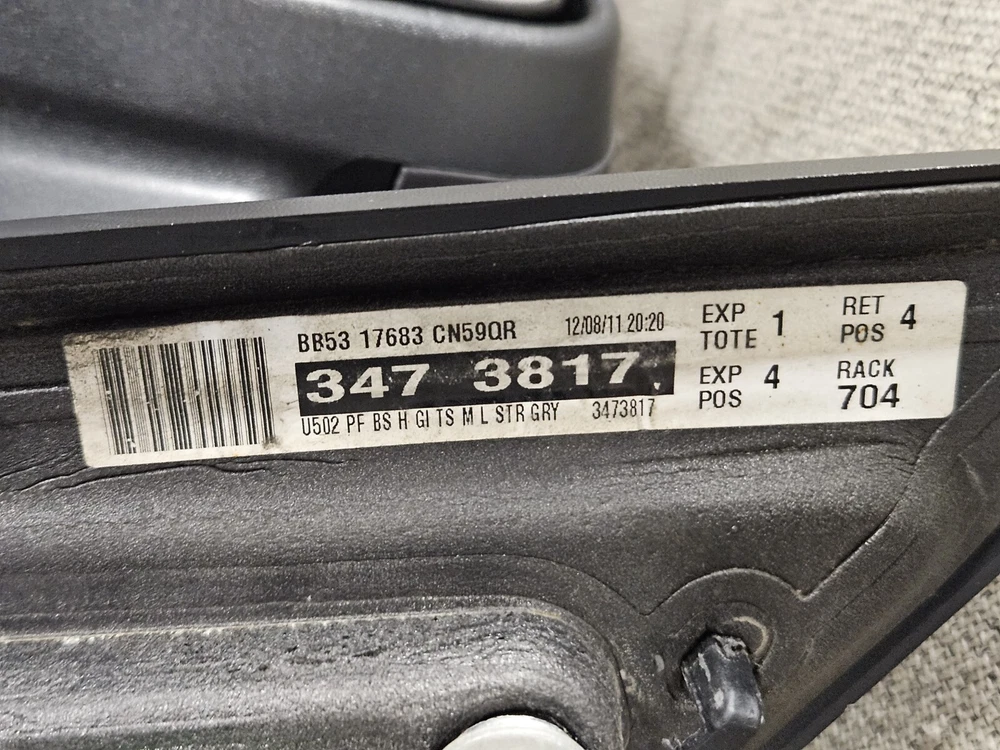 BB53 17683 CN59QR 12/08/11 20:20
347 3817
U502 PF BS H GI TS M L STR GRY 3473817
EXP TOTE 1
RET POS 4
EXP POS 4
RACK 704